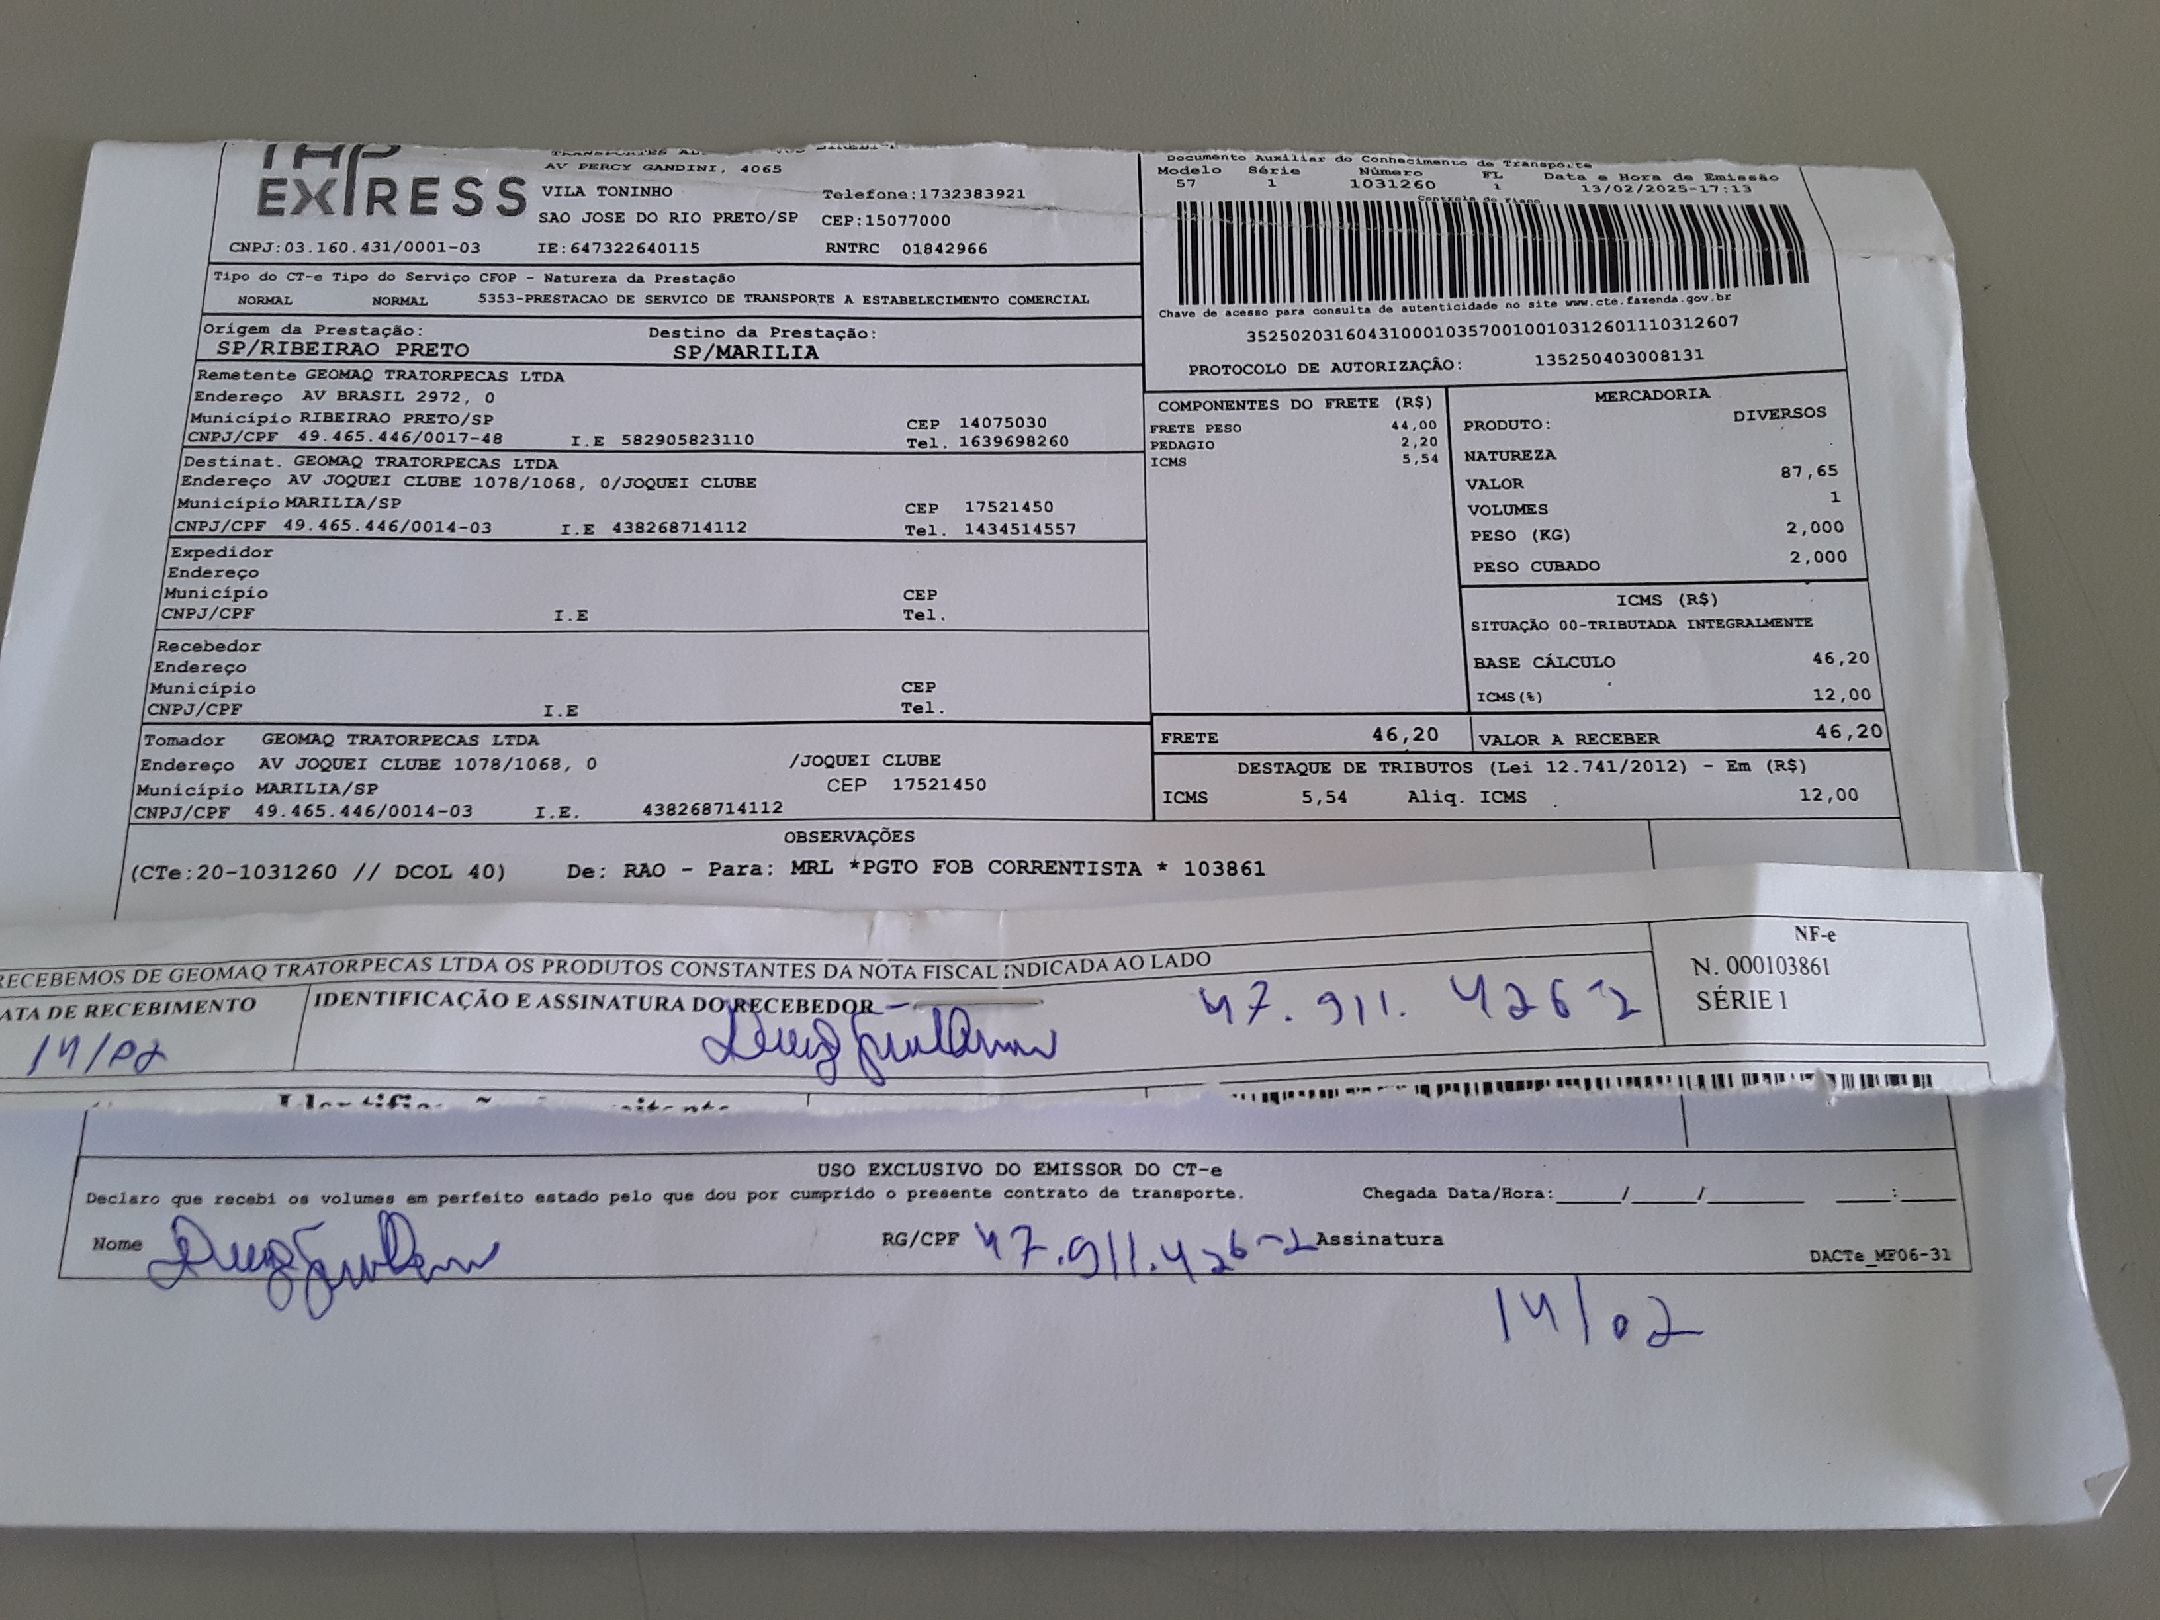 EXPRESS
AV PERCY GANDINI, 4065
VILA TONINHO Telefone:1732383921
SAO JOSE DO RIO PRETO/SP CEP:15077000
CNPJ:03.160.431/0001-03 IE:647322640115 RNTRC 01842966
Documento Auxiliar do Conhecimento de Transporte
Modelo Série Número FL Data e Hora de Emissão
57 1 1031260 1 13/02/2025-17:13
Controle do Fisco
Chave de acesso para consulta de autenticidade no site www.cte.fazenda.gov.br
35250203160431000103570010010312601110312607
PROTOCOLO DE AUTORIZAÇÂO: 135250403008131
Tipo do CT-e Tipo do Serviço CFOP - Natureza da Prestação
NORMAL NORMAL 5353-PRESTACAO DE SERVICO DE TRANSPORTE A ESTABELECIMENTO COMERCIAL
Origem da Prestação: Destino da Prestação:
SP/RIBEIRAO PRETO SP/MARILIA
Remetente GEOMAQ TRATORPECAS LTDA
Endereço AV BRASIL 2972, 0
Município RIBEIRAO PRETO/SP CEP 14075030
CNPJ/CPF 49.465.446/0017-48 I.E 582905823110 Tel. 1639698260
Destinat. GEOMAQ TRATORPECAS LTDA
Endereço AV JOQUEI CLUBE 1078/1068, 0/JOQUEI CLUBE
Município MARILIA/SP CEP 17521450
CNPJ/CPF 49.465.446/0014-03 I.E 438268714112 Tel. 1434514557
Expedidor
Endereço
Município CEP
CNPJ/CPF I.E Tel.
Recebedor
Endereço
Município CEP
CNPJ/CPF I.E Tel.
Tomador GEOMAQ TRATORPECAS LTDA
Endereço AV JOQUEI CLUBE 1078/1068, 0 /JOQUEI CLUBE
Município MARILIA/SP CEP 17521450
CNPJ/CPF 49.465.446/0014-03 I.E. 438268714112
COMPONENTES DO FRETE (R$)
FRETE PESO 44,00
PEDAGIO 2,20
ICMS 5,54
MERCADORIA
PRODUTO: DIVERSOS
NATUREZA
VALOR 87,65
VOLUMES 1
PESO (KG) 2,000
PESO CUBADO 2,000
ICMS (R$)
SITUAÇÃO 00-TRIBUTADA INTEGRALMENTE
BASE CÁLCULO 46,20
ICMS(%) 12,00
FRETE 46,20 VALOR A RECEBER 46,20
DESTAQUE DE TRIBUTOS (Lei 12.741/2012) - Em (R$)
ICMS 5,54 Aliq. ICMS 12,00
OBSERVAÇÕES
(CTe:20-1031260 // DCOL 40) De: RAO - Para: MRL *PGTO FOB CORRENTISTA * 103861
RECEBEMOS DE GEOMAQ TRATORPECAS LTDA OS PRODUTOS CONSTANTES DA NOTA FISCAL INDICADA AO LADO
ATA DE RECEBIMENTO IDENTIFICAÇÃO E ASSINATURA DO RECEBEDOR
14/02 47.911.426-2
NF-e
N. 000103861
SÉRIE 1
USO EXCLUSIVO DO EMISSOR DO CT-e
Declaro que recebi os volumes em perfeito estado pelo que dou por cumprido o presente contrato de transporte. Chegada Data/Hora:____/____/______ ___:____
Nome RG/CPF 47.911.426-2 Assinatura
DACTe_MF06-31
14/02